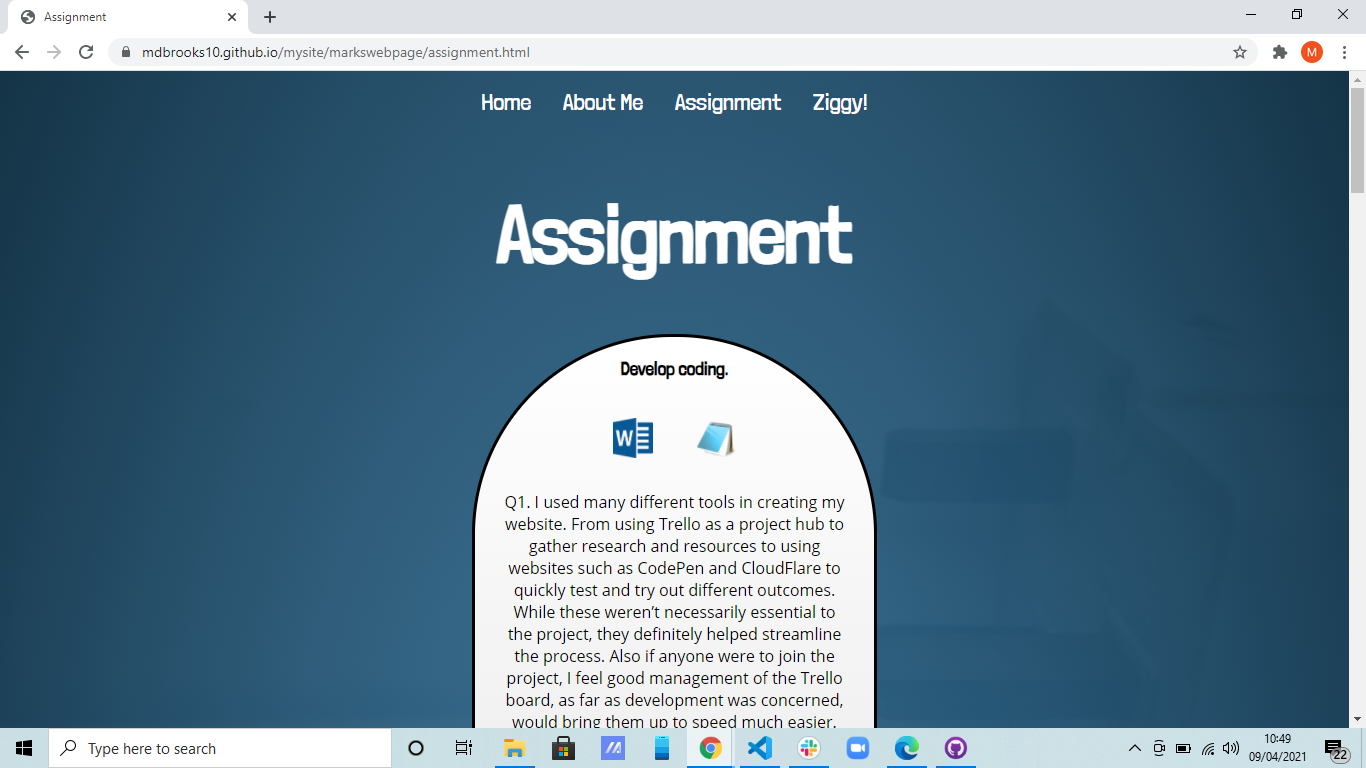 Assignment
mdbrooks10.github.io/mysite/markswebpage/assignment.html
M
Home About Me Assignment Ziggy!
Assignment
Develop coding.
W
Q1. I used many different tools in creating my
website. From using Trello as a project hub to
gather research and resources to using
websites such as CodePen and CloudFlare to
quickly test and try out different outcomes.
While these weren’t necessarily essential to
the project, they definitely helped streamline
the process. Also if anyone were to join the
project, I feel good management of the Trello
board, as far as development was concerned,
would bring them up to speed much easier.
Type here to search
10:49
09/04/2021
22